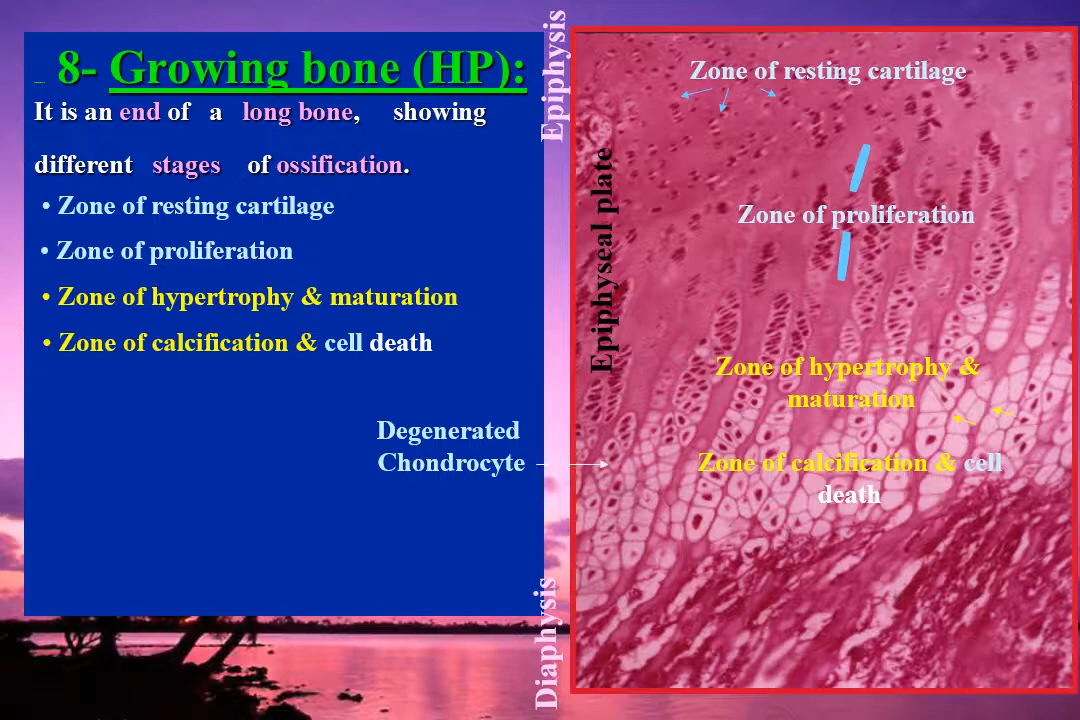 8- Growing bone (HP):
It is an end of a long bone, showing
different stages of ossification.
• Zone of resting cartilage
• Zone of proliferation
• Zone of hypertrophy & maturation
• Zone of calcification & cell death
Degenerated
Chondrocyte
Epiphysis
Diaphysis
Epiphyseal plate
Zone of resting cartilage
Zone of proliferation
Zone of hypertrophy &
maturation
Zone of calcification & cell
death